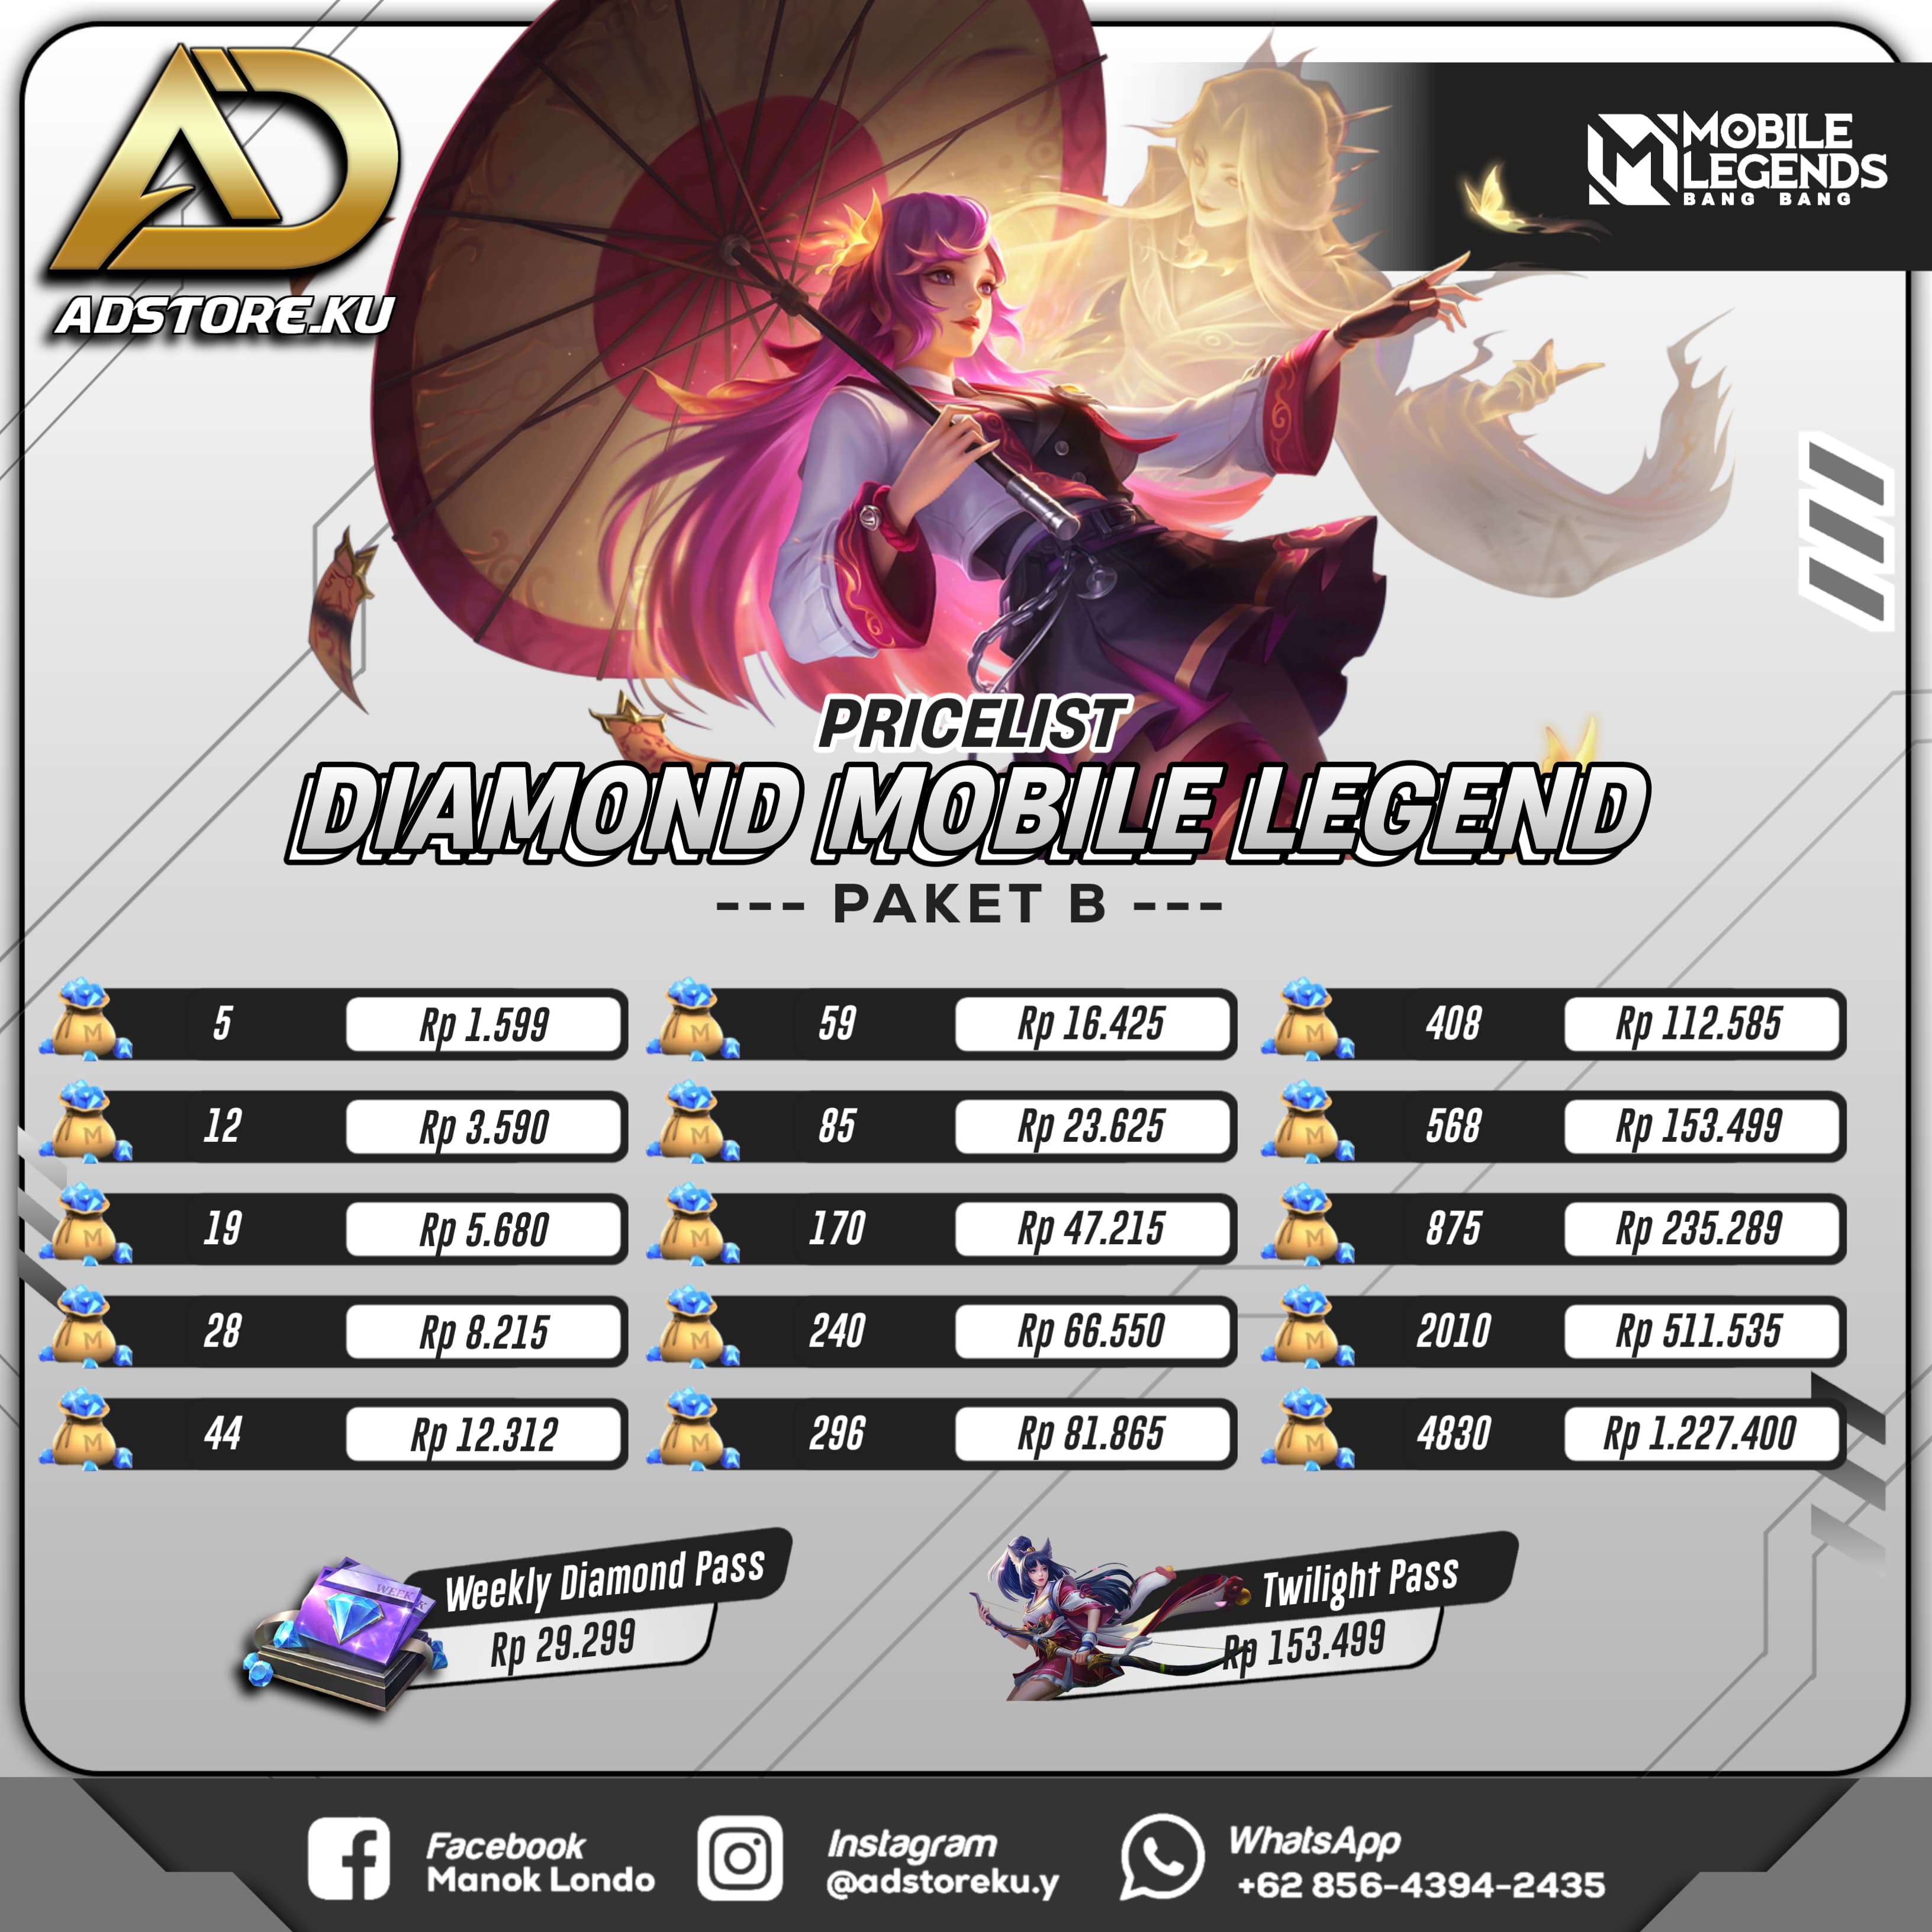 AD
ADSTORE.KU
MOBILE
LEGENDS
BANG BANG
PRICELIST
DIAMOND MOBILE LEGEND
--- PAKET B ---
5 Rp 1.599
59 Rp 16.425
408 Rp 112.585
12 Rp 3.590
85 Rp 23.625
568 Rp 153.499
19 Rp 5.680
170 Rp 47.215
875 Rp 235.289
28 Rp 8.215
240 Rp 66.550
2010 Rp 511.535
44 Rp 12.312
296 Rp 81.865
4830 Rp 1.227.400
Weekly Diamond Pass
Rp 29.299
Twilight Pass
Rp 153.499
Facebook
Manok Londo
Instagram
@adstoreku.y
WhatsApp
+62 856-4394-2435